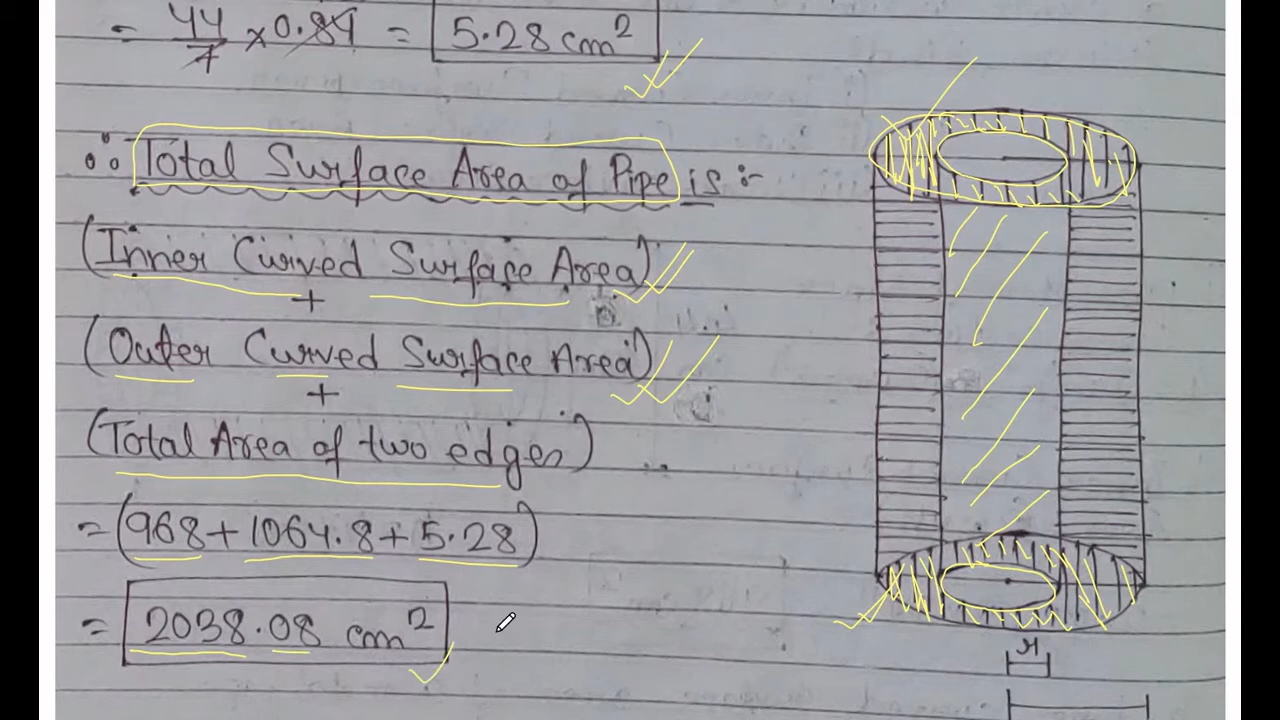 = 44/7 × 0.84 = 5.28 cm²
∴ Total Surface Area of Pipe is :-
(Inner Curved Surface Area)
+
(Outer Curved Surface Area)
+
(Total Area of two edges)
= (968 + 1064.8 + 5.28)
= 2038.08 cm²
r